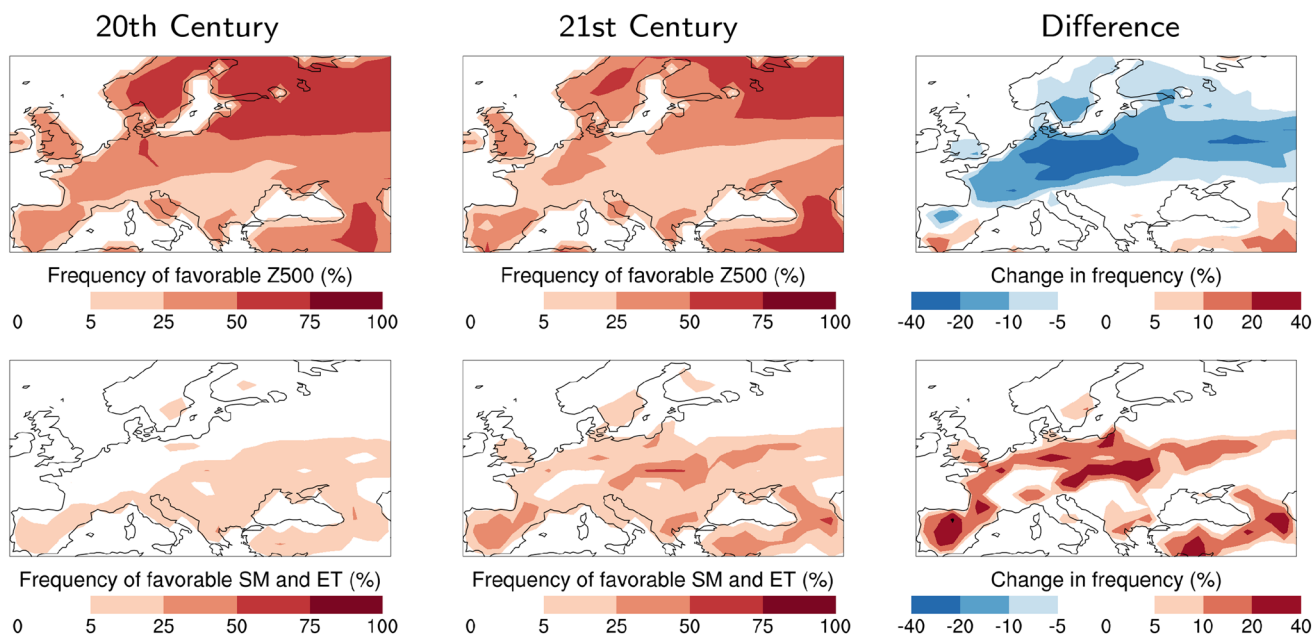 20th Century 21st Century Difference
Frequency of favorable Z500 (%) Frequency of favorable Z500 (%) Change in frequency (%)
0 5 25 50 75 100 0 5 25 50 75 100 -40 -20 -10 -5 0 5 10 20 40
Frequency of favorable SM and ET (%) Frequency of favorable SM and ET (%) Change in frequency (%)
0 5 25 50 75 100 0 5 25 50 75 100 -40 -20 -10 -5 0 5 10 20 40